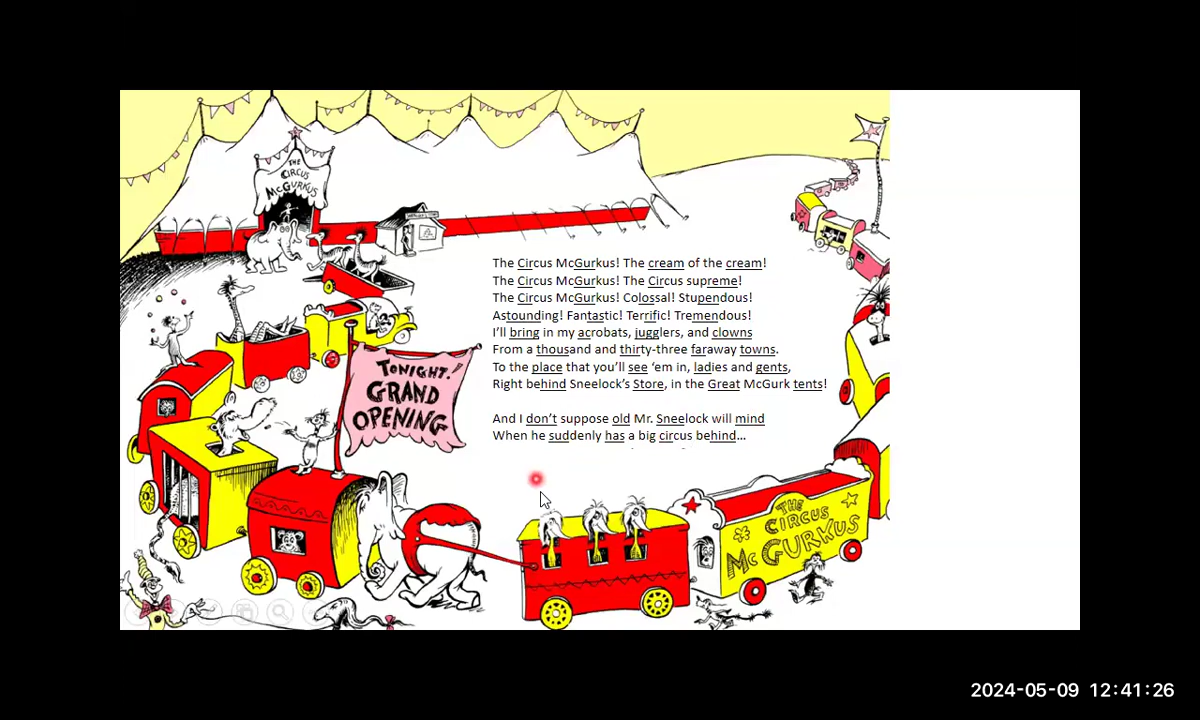 THE
CIRCUS
McGURKUS
SNEELOCK'S STORE
The Circus McGurkus! The cream of the cream!
The Circus McGurkus! The Circus supreme!
The Circus McGurkus! Colossal! Stupendous!
Astounding! Fantastic! Terrific! Tremendous!
I’ll bring in my acrobats, jugglers, and clowns
From a thousand and thirty-three faraway towns.
To the place that you’ll see ‘em in, ladies and gents,
Right behind Sneelock’s Store, in the Great McGurk tents!
And I don’t suppose old Mr. Sneelock will mind
When he suddenly has a big circus behind…
TONIGHT!
GRAND
OPENING
THE
CIRCUS
McGURKUS
2024-05-09 12:41:26